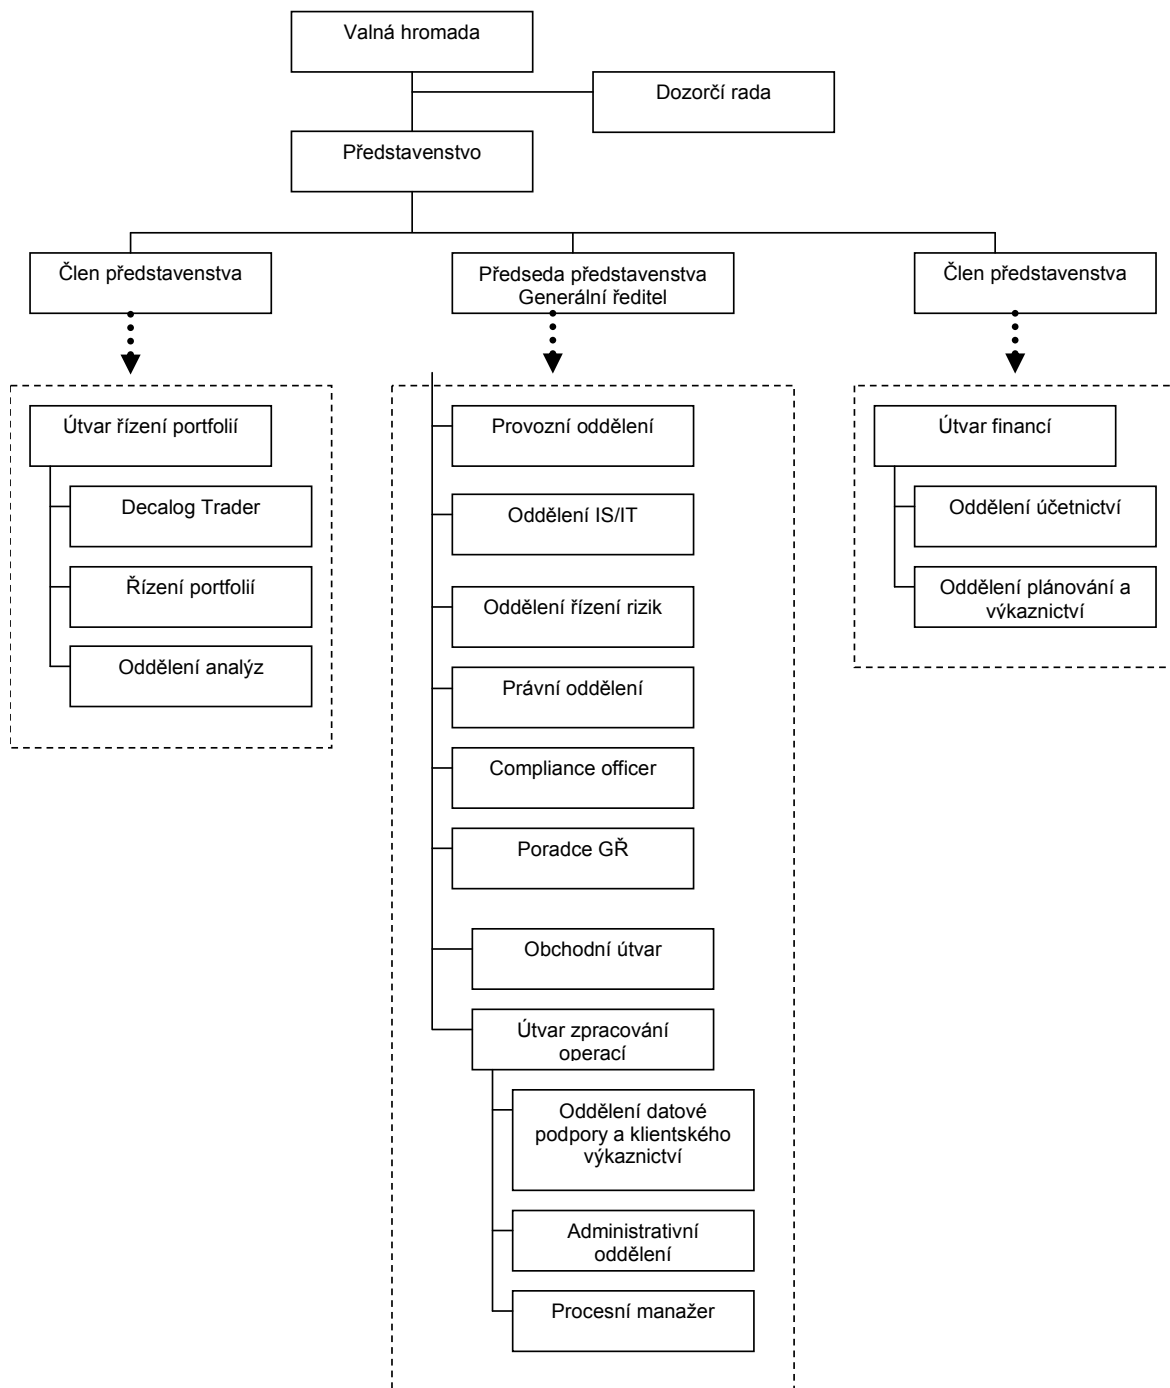 Valná hromada
Dozorčí rada
Představenstvo
Člen představenstva
Předseda představenstva
Generální ředitel
Člen představenstva
Útvar řízení portfolií
Decalog Trader
Řízení portfolií
Oddělení analýz
Provozní oddělení
Oddělení IS/IT
Oddělení řízení rizik
Právní oddělení
Compliance officer
Poradce GŘ
Obchodní útvar
Útvar zpracování
operací
Oddělení datové
podpory a klientského
výkaznictví
Administrativní
oddělení
Procesní manažer
Útvar financí
Oddělení účetnictví
Oddělení plánování a
výkaznictví